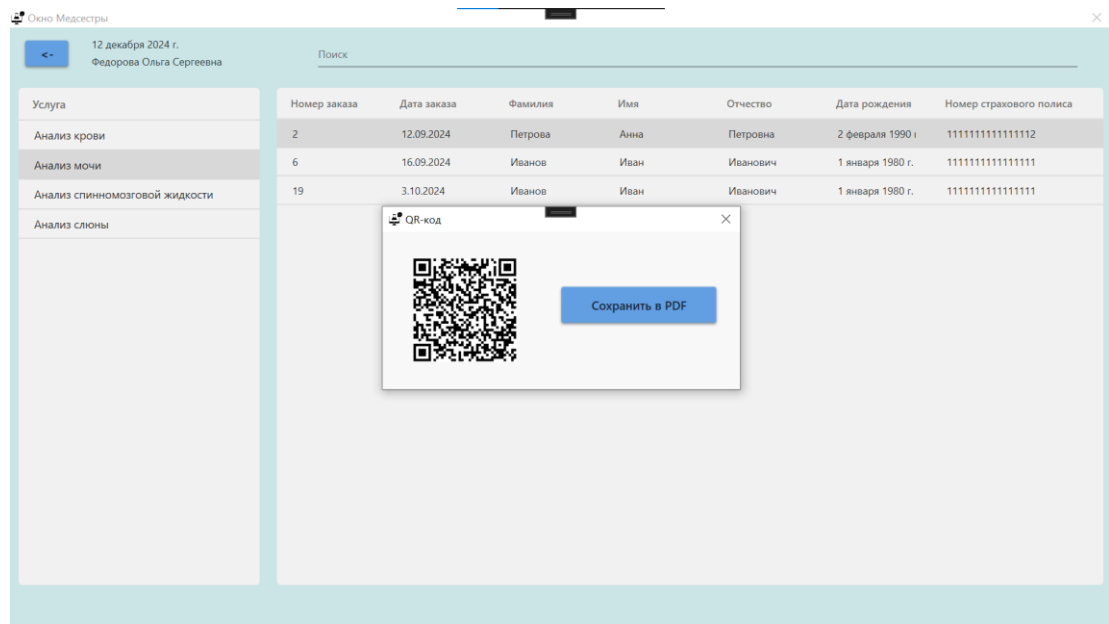 Окно Медсестры
<-
12 декабря 2024 г.
Федорова Ольга Сергеевна
Поиск
Услуга
Анализ крови
Анализ мочи
Анализ спинномозговой жидкости
Анализ слюны
Номер заказа Дата заказа Фамилия Имя Отчество Дата рождения Номер страхового полиса
2 12.09.2024 Петрова Анна Петровна 2 февраля 1990 г 1111111111111112
6 16.09.2024 Иванов Иван Иванович 1 января 1980 г. 1111111111111111
19 3.10.2024 Иванов Иван Иванович 1 января 1980 г. 1111111111111111
QR-код
Сохранить в PDF